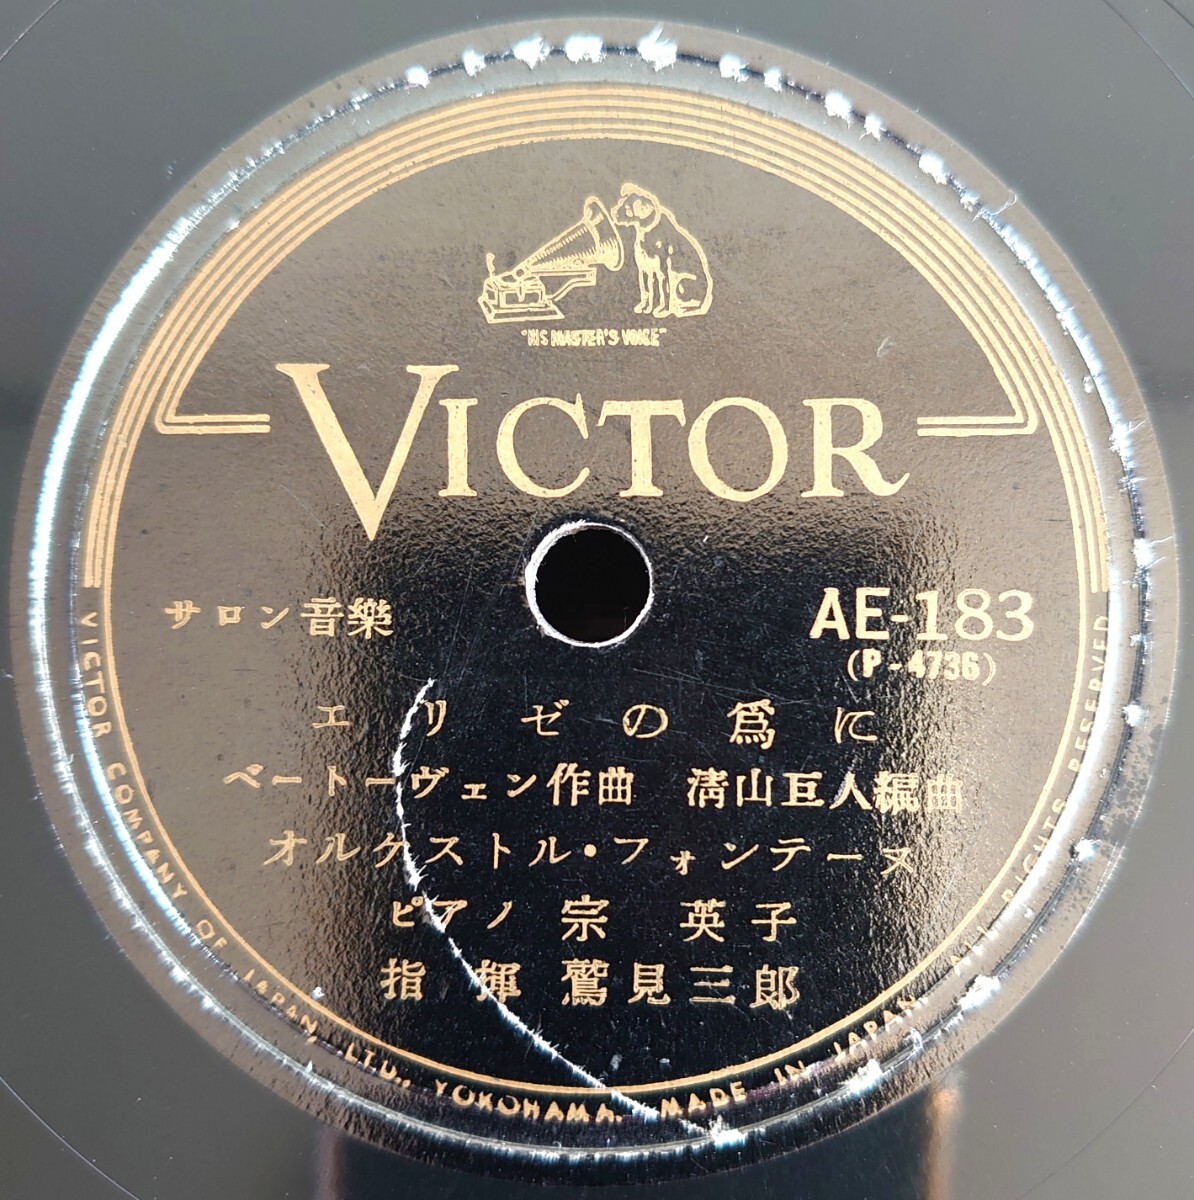 "HIS MASTER'S VOICE"
VICTOR
サロン音樂
AE-183
(P-4736)
エリゼの爲に
ベートーヴェン作曲 淸山巨人編曲
オルケストル・フォンテーヌ
ピアノ 宗 英子
指揮 鷲見三郎
VICTOR COMPANY OF JAPAN, LTD., YOKOHAMA. MADE IN JAPAN. ALL RIGHTS RESERVED